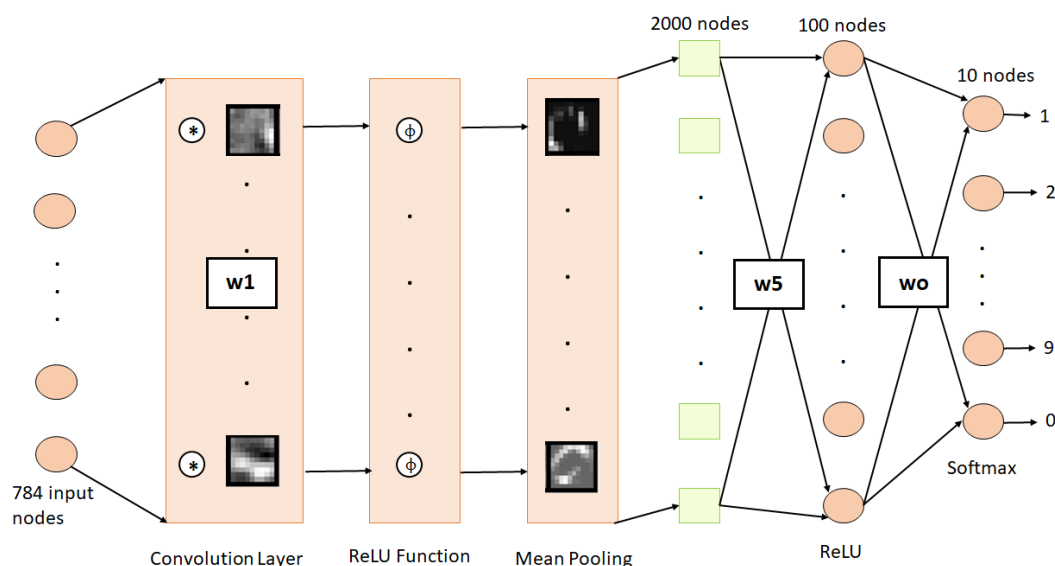 2000 nodes
100 nodes
10 nodes
*
ϕ
1
2
w1
w5
wo
9
*
ϕ
0
Softmax
784 input
nodes
Convolution Layer
ReLU Function
Mean Pooling
ReLU